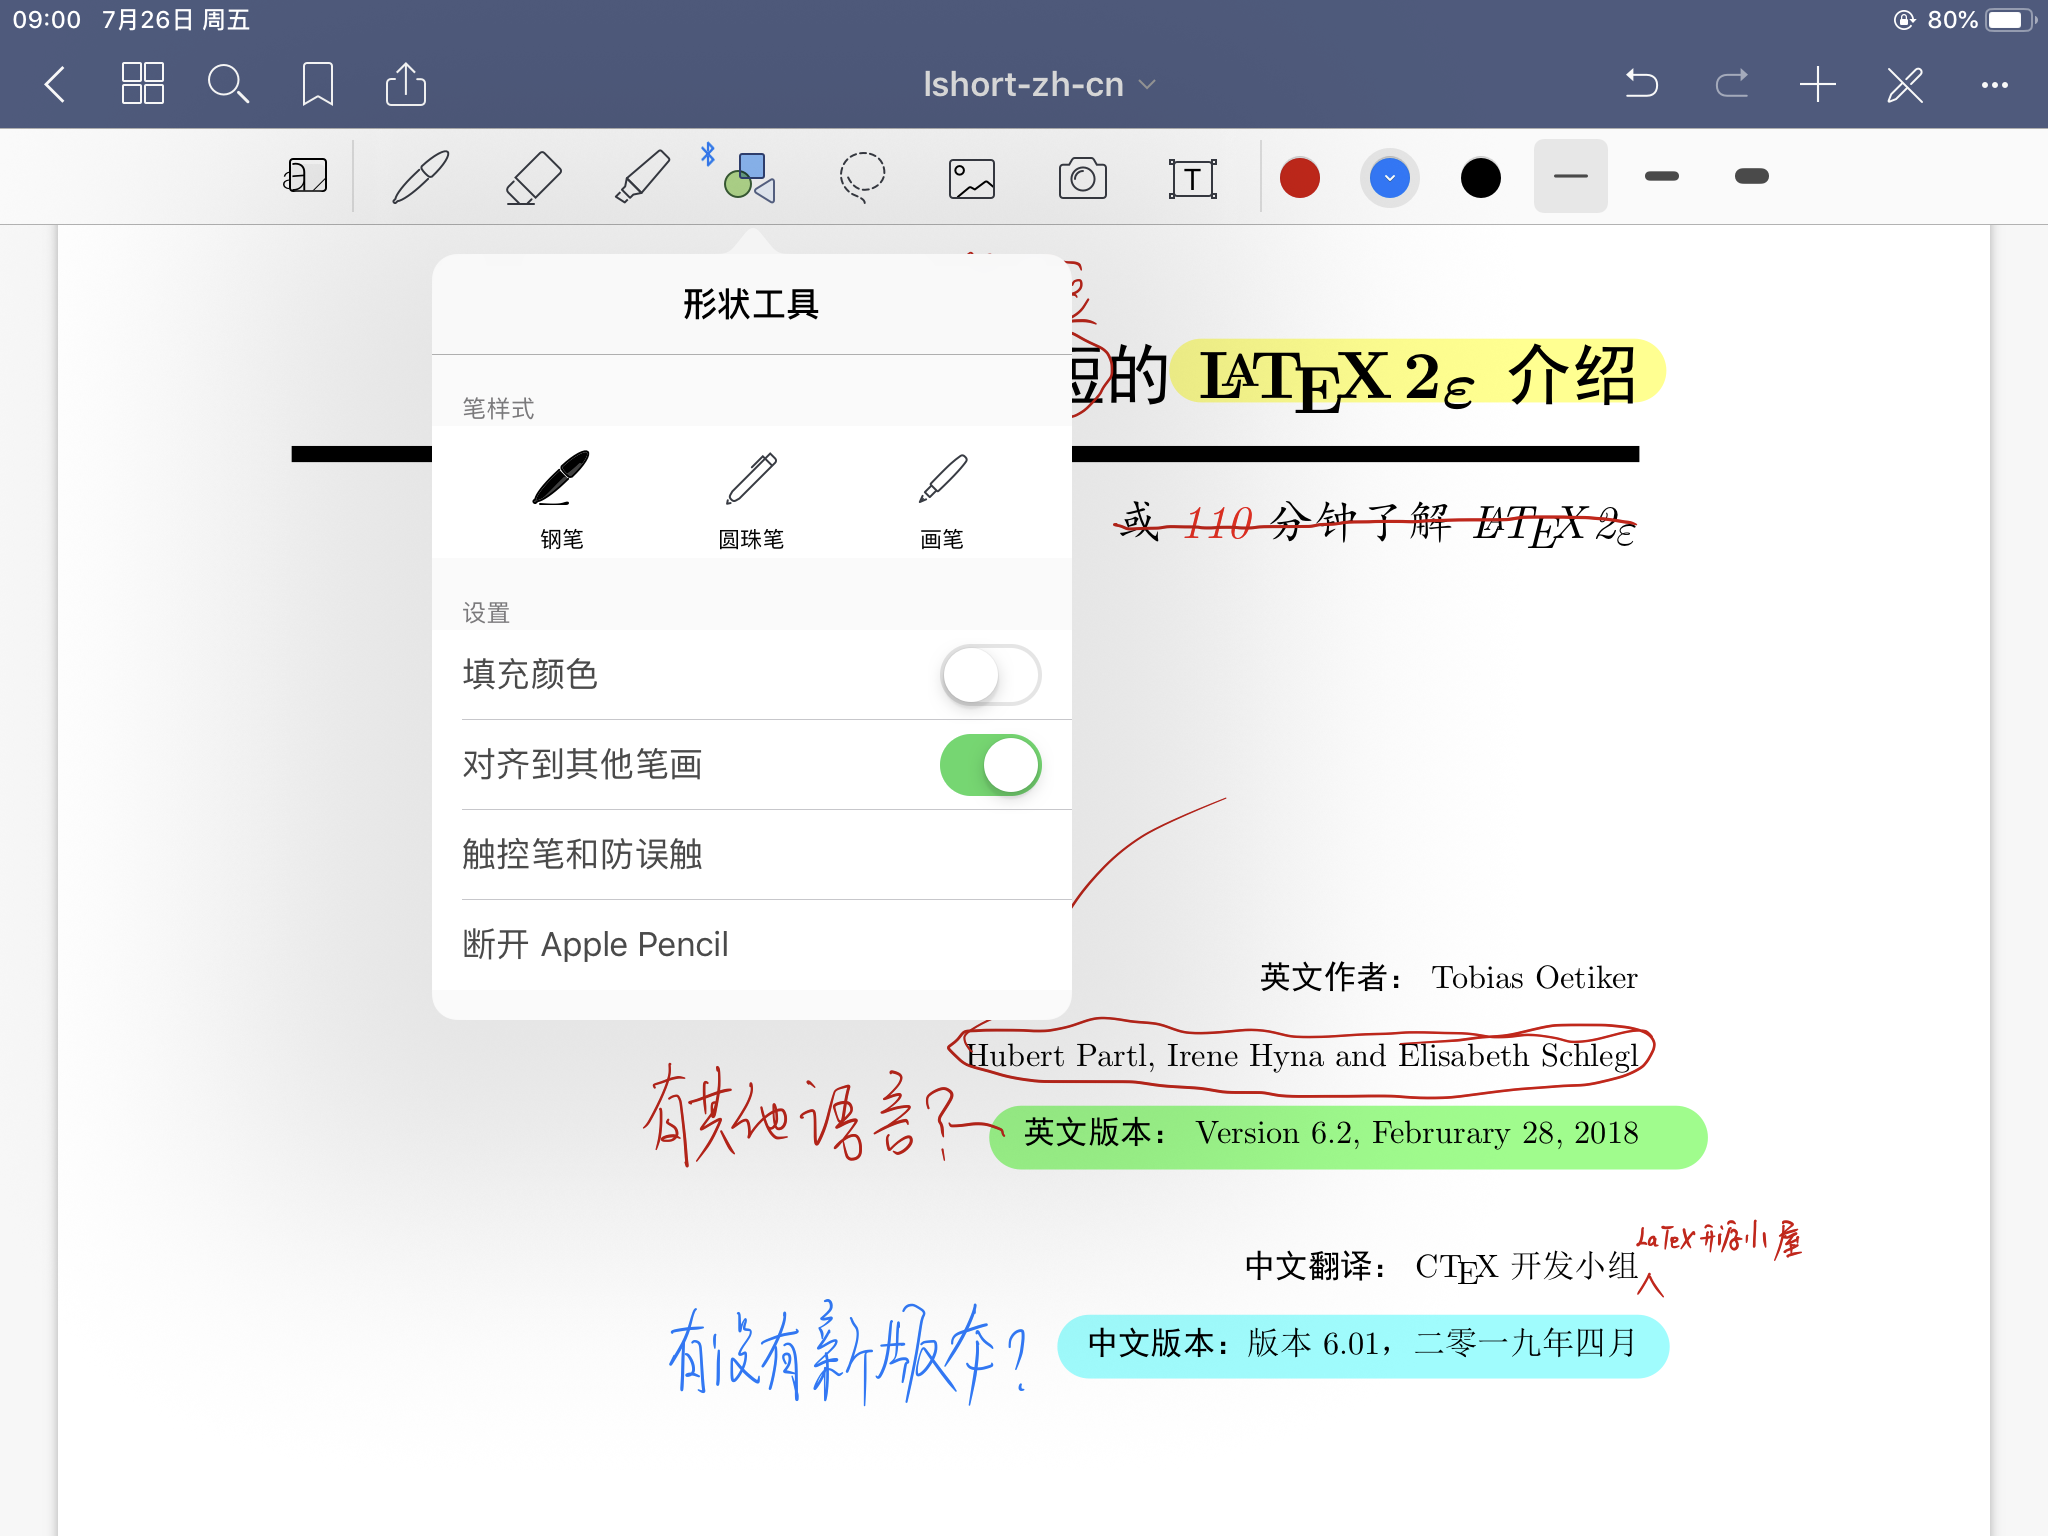 09:00 7月26日 周五 80%
lshort-zh-cn
T
形状工具
笔样式
钢笔 圆珠笔 画笔
设置
填充颜色
对齐到其他笔画
触控笔和防误触
断开 Apple Pencil
短的 LATEX 2ε 介绍
或 110 分钟了解 LATEX 2ε
英文作者： Tobias Oetiker
Hubert Partl, Irene Hyna and Elisabeth Schlegl
有其他语言？
英文版本： Version 6.2, Februrary 28, 2018
LaTeX 开源小屋
中文翻译： CTEX 开发小组
有没有新版本？
中文版本：版本 6.01，二零一九年四月